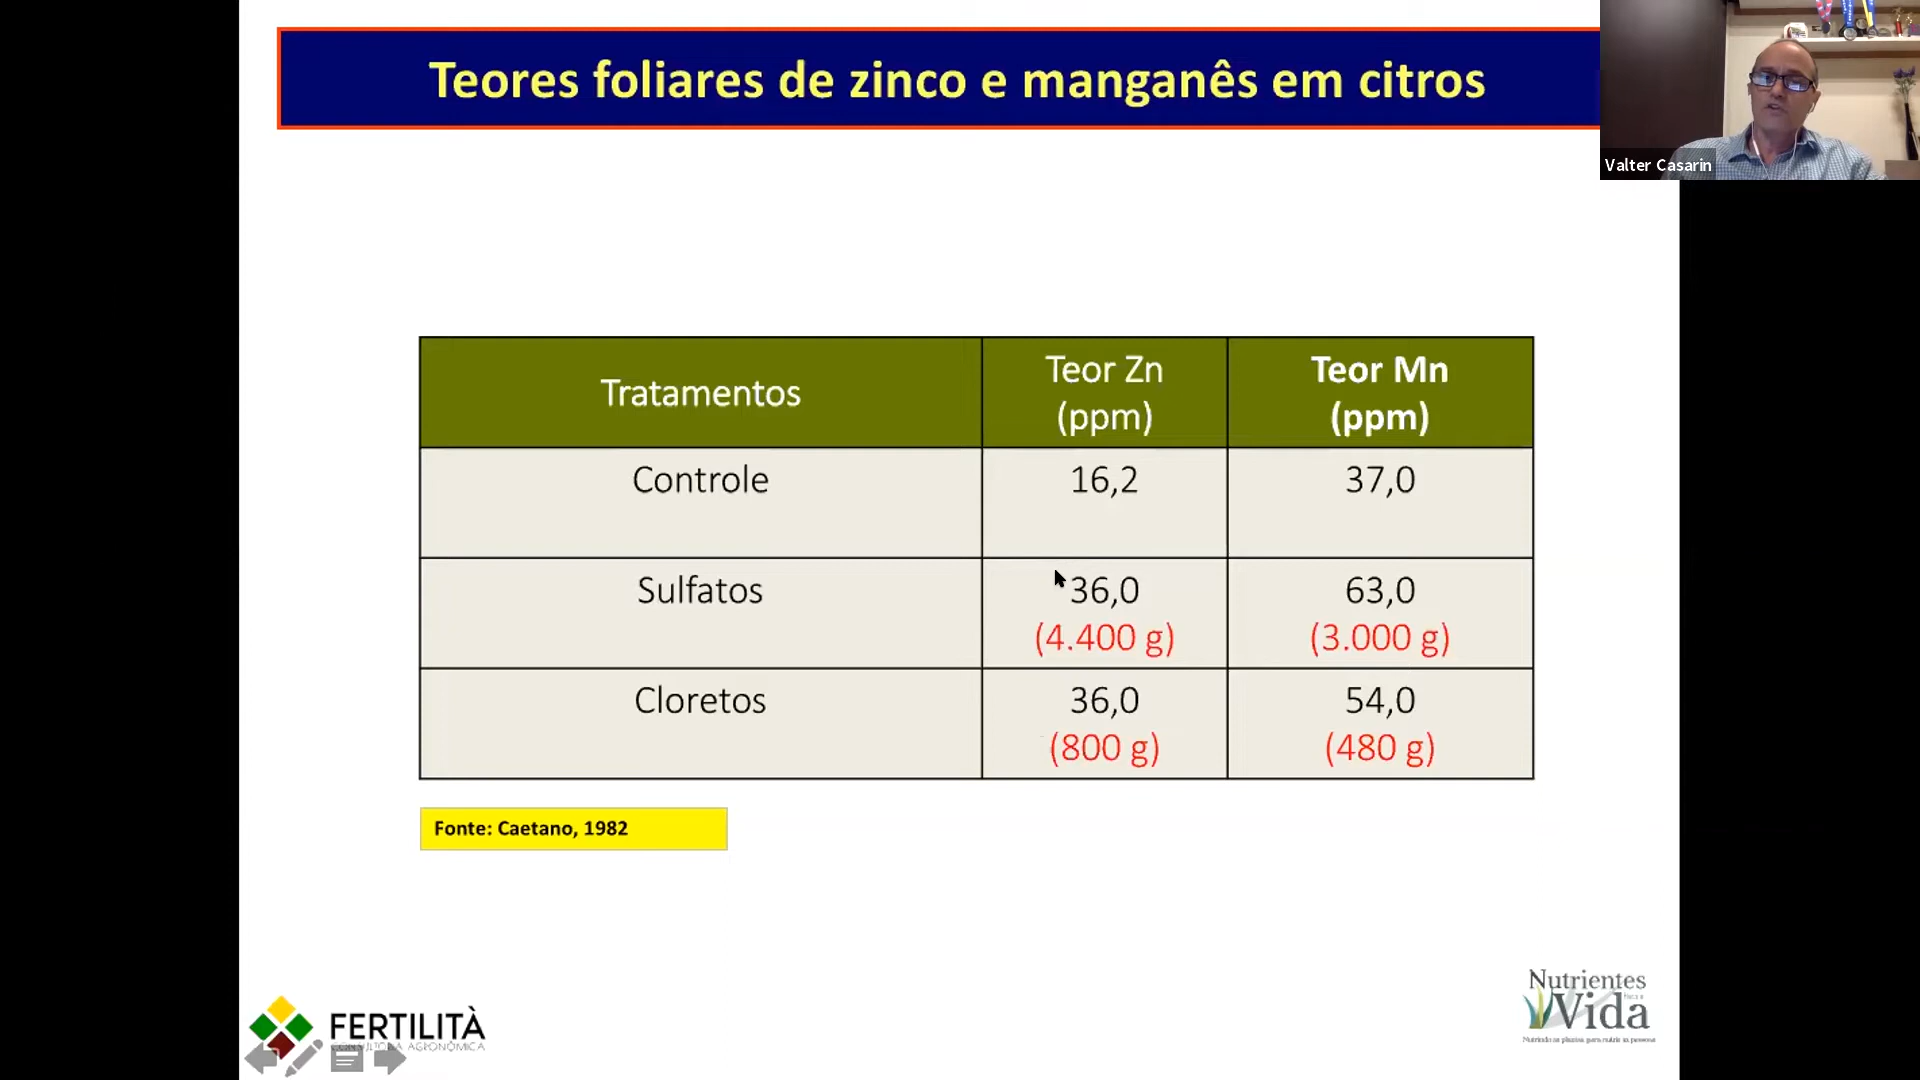 Teores foliares de zinco e manganês em citros
Valter Casarin
Tratamentos
Teor Zn
(ppm)
Teor Mn
(ppm)
Controle
16,2
37,0
Sulfatos
36,0
(4.400 g)
63,0
(3.000 g)
Cloretos
36,0
(800 g)
54,0
(480 g)
Fonte: Caetano, 1982
FERTILITÀ
AGRONÔMICA
Nutrientes
Para a
Vida
Nutrindo as plantas para nutrir as pessoas